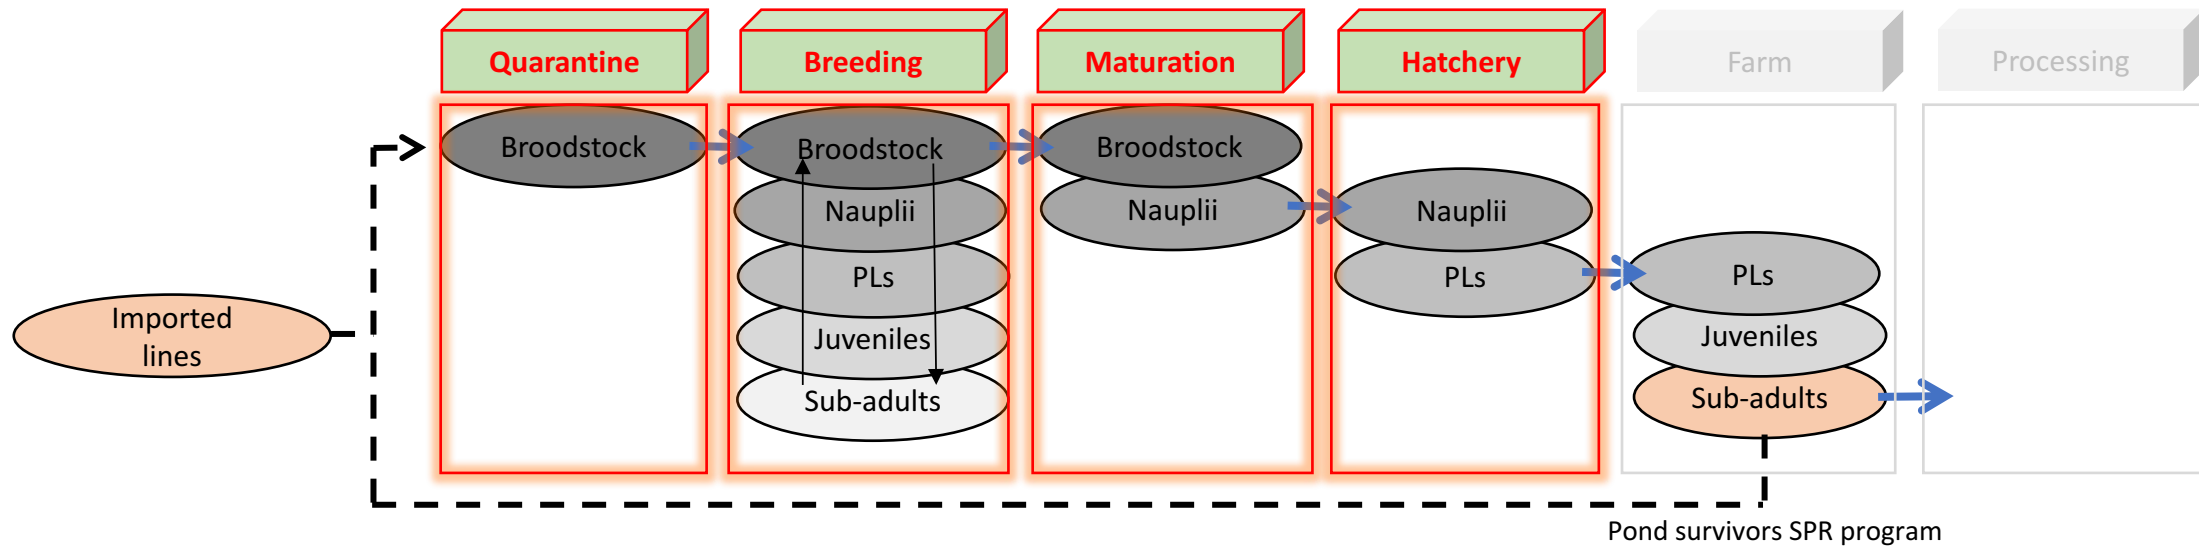 Quarantine
Breeding
Maturation
Hatchery
Farm
Processing
Broodstock
Broodstock
Nauplii
PLs
Juveniles
Sub-adults
Broodstock
Nauplii
Nauplii
PLs
PLs
Juveniles
Sub-adults
Imported
lines
Pond survivors SPR program